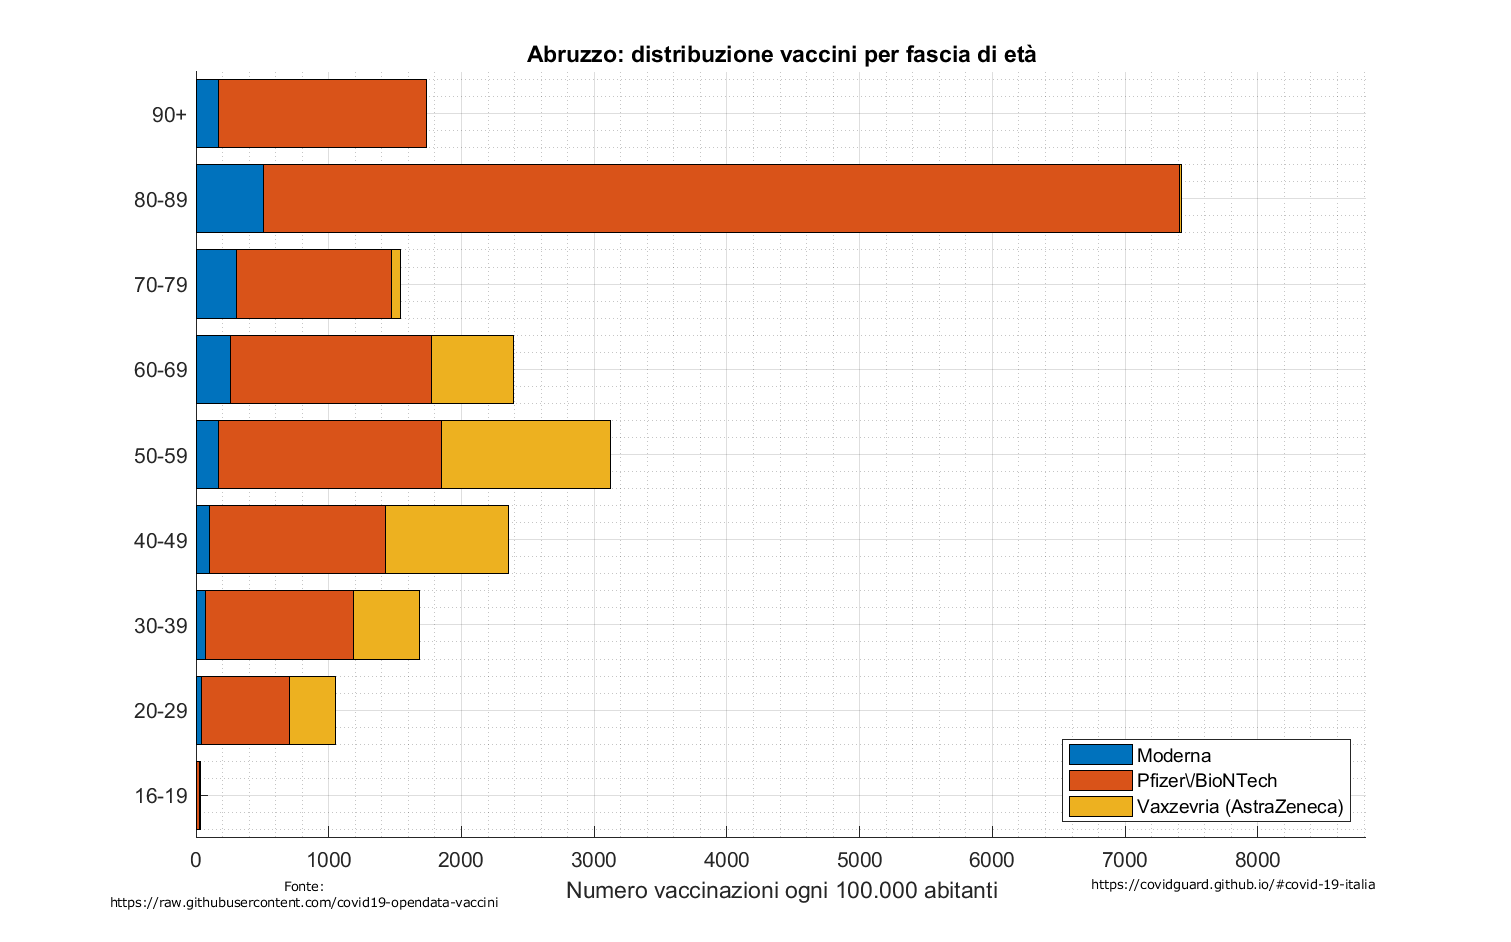 Abruzzo: distribuzione vaccini per fascia di età
90+
80-89
70-79
60-69
50-59
40-49
30-39
20-29
16-19
Moderna
Pfizer\/BioNTech
Vaxzevria (AstraZeneca)
0 1000 2000 3000 4000 5000 6000 7000 8000
Numero vaccinazioni ogni 100.000 abitanti
Fonte:
https://raw.githubusercontent.com/covid19-opendata-vaccini
https://covidguard.github.io/#covid-19-italia